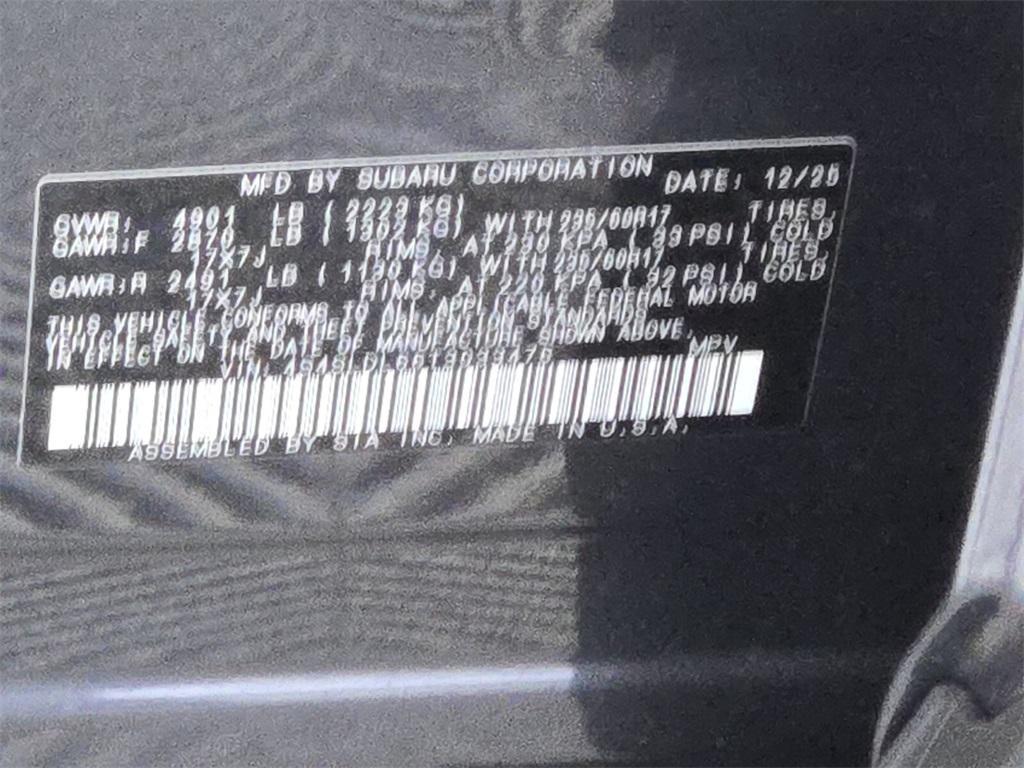 MFD BY SUBARU CORPORATION DATE: 12/25
GVWR: 4901 LB (2223 KG)
GAWR:F 2870 LB (1302 KG) WITH 235/60R17 TIRES,
17X7J RIMS, AT 230 KPA (33 PSI) COLD
GAWR:R 2491 LB (1130 KG) WITH 235/60R17 TIRES,
17X7J RIMS, AT 220 KPA (32 PSI) COLD
THIS VEHICLE CONFORMS TO ALL APPLICABLE FEDERAL MOTOR
VEHICLE SAFETY AND THEFT PREVENTION STANDARDS
IN EFFECT ON THE DATE OF MANUFACTURE SHOWN ABOVE.
VIN: MPV
ASSEMBLED BY SIA INC. MADE IN U.S.A.